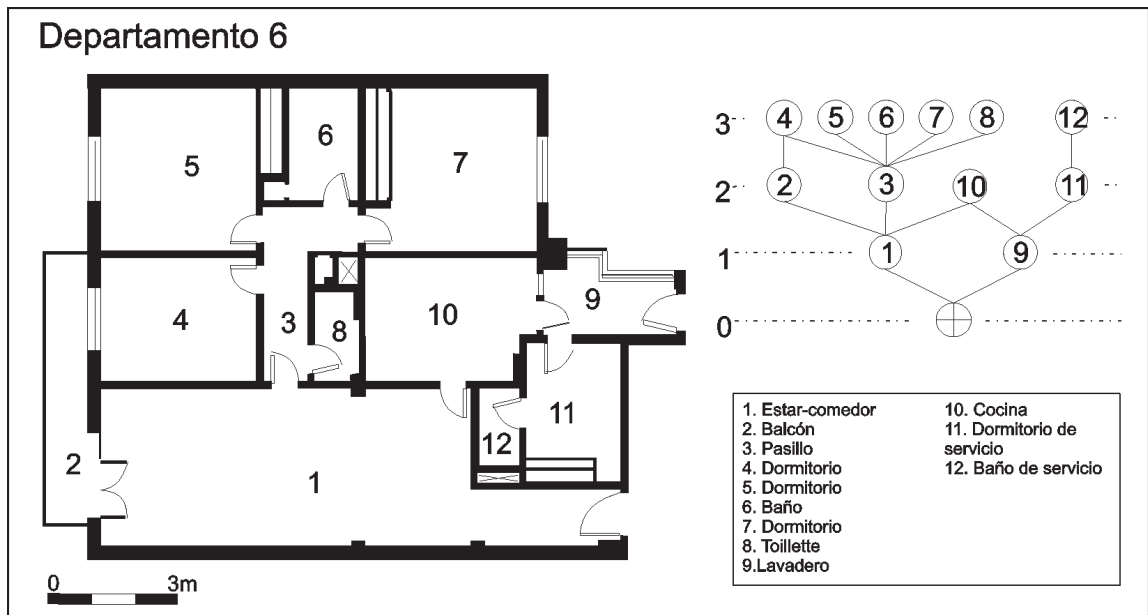 Departamento 6
5
6
7
4
3
8
10
9
2
1
12
11
0 3m
3 4 5 6 7 8 12
2 2 3 10 11
1 1 9
0
1. Estar-comedor
2. Balcón
3. Pasillo
4. Dormitorio
5. Dormitorio
6. Baño
7. Dormitorio
8. Toillette
9.Lavadero
10. Cocina
11. Dormitorio de
servicio
12. Baño de servicio